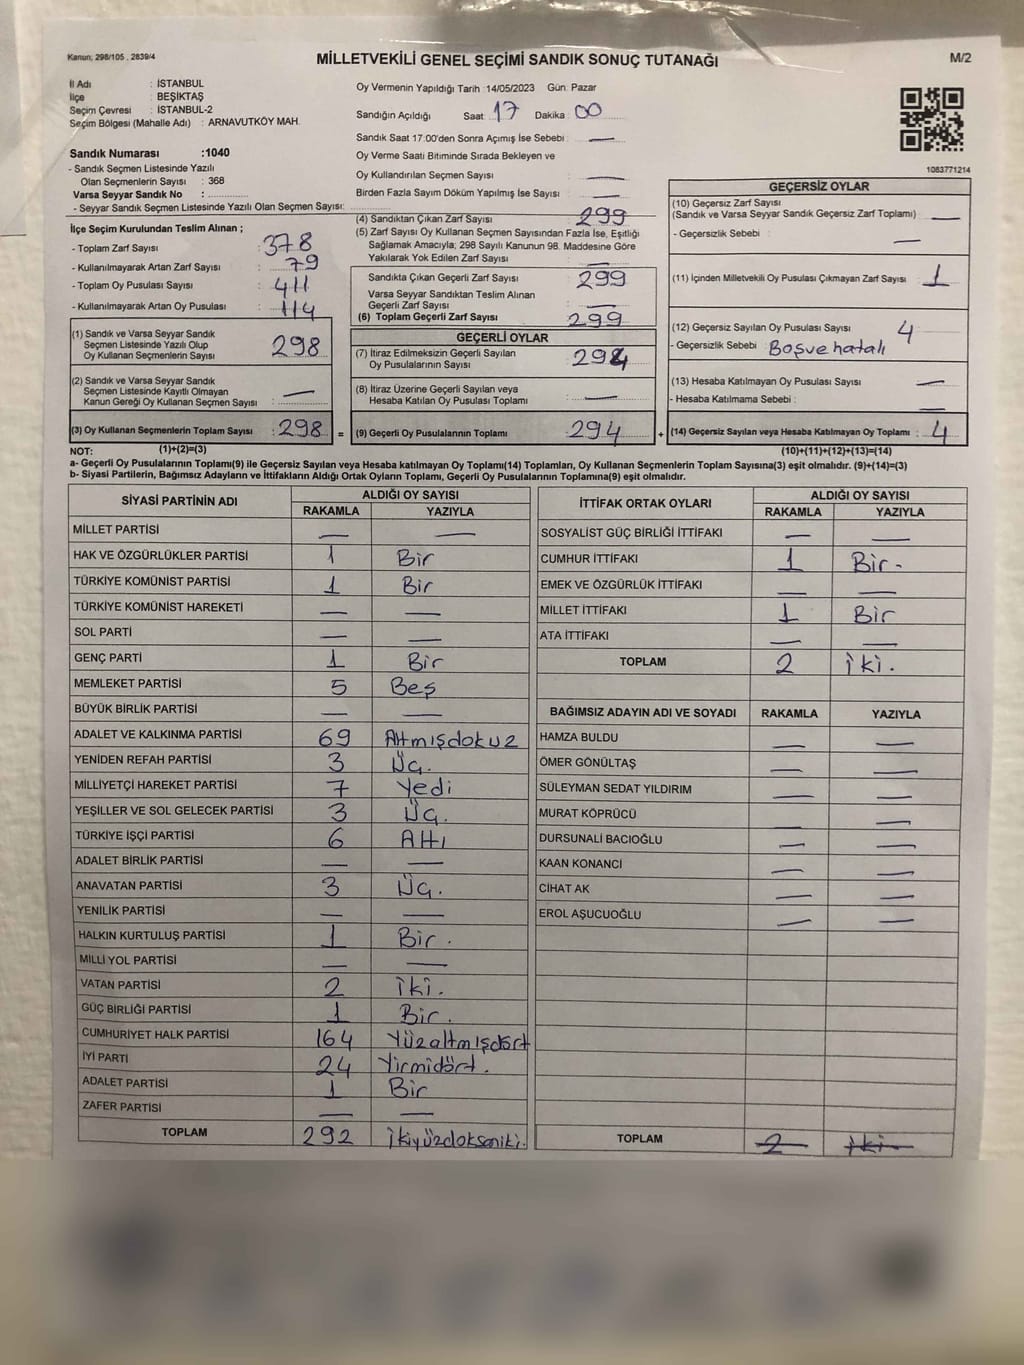 Kanun; 298/105 , 2839/4
MİLLETVEKİLİ GENEL SEÇİMİ SANDIK SONUÇ TUTANAĞI
M/2
İl Adı : İSTANBUL
İlçe : BEŞİKTAŞ
Seçim Çevresi : İSTANBUL-2
Seçim Bölgesi (Mahalle Adı) : ARNAVUTKÖY MAH.
Sandık Numarası :1040
- Sandık Seçmen Listesinde Yazılı
Olan Seçmenlerin Sayısı : 368
Varsa Seyyar Sandık No :
- Seyyar Sandık Seçmen Listesinde Yazılı Olan Seçmen Sayısı:
Oy Vermenin Yapıldığı Tarih :14/05/2023 Gün: Pazar
Sandığın Açıldığı Saat: 17 Dakika: 00
Sandık Saat 17:00'den Sonra Açımış İse Sebebi : —
Oy Verme Saati Bitiminde Sırada Bekleyen ve
Oy Kullandırılan Seçmen Sayısı : —
Birden Fazla Sayım Döküm Yapılmış İse Sayısı : —
1083771214
İlçe Seçim Kurulundan Teslim Alınan ;
- Toplam Zarf Sayısı : 378
- Kullanılmayarak Artan Zarf Sayısı : 79
- Toplam Oy Pusulası Sayısı : 411
- Kullanılmayarak Artan Oy Pusulası : 114
(1) Sandık ve Varsa Seyyar Sandık
Seçmen Listesinde Yazılı Olup
Oy Kullanan Seçmenlerin Sayısı : 298
(2) Sandık ve Varsa Seyyar Sandık
Seçmen Listesinde Kayıtlı Olmayan
Kanun Gereği Oy Kullanan Seçmen Sayısı : —
(3) Oy Kullanan Seçmenlerin Toplam Sayısı : 298 =
(1)+(2)=(3)
(4) Sandıktan Çıkan Zarf Sayısı : 299
(5) Zarf Sayısı Oy Kullanan Seçmen Sayısından Fazla İse, Eşitliği
Sağlamak Amacıyla; 298 Sayılı Kanunun 98. Maddesine Göre
Yakılarak Yok Edilen Zarf Sayısı : —
Sandıkta Çıkan Geçerli Zarf Sayısı : 299
Varsa Seyyar Sandıktan Teslim Alınan
Geçerli Zarf Sayısı : —
(6) Toplam Geçerli Zarf Sayısı : 299
GEÇERLİ OYLAR
(7) İtiraz Edilmeksizin Geçerli Sayılan
Oy Pusulalarının Sayısı : 294
(8) İtiraz Üzerine Geçerli Sayılan veya
Hesaba Katılan Oy Pusulası Toplamı : —
(9) Geçerli Oy Pusulalarının Toplamı : 294 +
GEÇERSİZ OYLAR
(10) Geçersiz Zarf Sayısı
(Sandık ve Varsa Seyyar Sandık Geçersiz Zarf Toplamı) : —
- Geçersizlik Sebebi : —
(11) İçinden Milletvekili Oy Pusulası Çıkmayan Zarf Sayısı : 1
(12) Geçersiz Sayılan Oy Pusulası Sayısı : 4
- Geçersizlik Sebebi : Boşvehatalı
(13) Hesaba Katılmayan Oy Pusulası Sayısı : —
- Hesaba Katılmama Sebebi : —
(14) Geçersiz Sayılan veya Hesaba Katılmayan Oy Toplamı : 4
(10)+(11)+(12)+(13)=(14)
NOT:
a- Geçerli Oy Pusulalarının Toplamı(9) ile Geçersiz Sayılan veya Hesaba katılmayan Oy Toplamı(14) Toplamları, Oy Kullanan Seçmenlerin Toplam Sayısına(3) eşit olmalıdır. (9)+(14)=(3)
b- Siyasi Partilerin, Bağımsız Adayların ve İttifakların Aldığı Ortak Oyların Toplamı, Geçerli Oy Pusulalarının Toplamına(9) eşit olmalıdır.
SİYASİ PARTİNİN ADI ALDIĞI OY SAYISI
RAKAMLA YAZIYLA
MİLLET PARTİSİ — —
HAK VE ÖZGÜRLÜKLER PARTİSİ 1 Bir
TÜRKİYE KOMÜNİST PARTİSİ 1 Bir
TÜRKİYE KOMÜNİST HAREKETİ — —
SOL PARTİ — —
GENÇ PARTİ 1 Bir
MEMLEKET PARTİSİ 5 Beş
BÜYÜK BİRLİK PARTİSİ — —
ADALET VE KALKINMA PARTİSİ 69 Altmışdokuz
YENİDEN REFAH PARTİSİ 3 Üç.
MİLLİYETÇİ HAREKET PARTİSİ 7 Yedi
YEŞİLLER VE SOL GELECEK PARTİSİ 3 Üç.
TÜRKİYE İŞÇİ PARTİSİ 6 Altı
ADALET BİRLİK PARTİSİ — —
ANAVATAN PARTİSİ 3 Üç.
YENİLİK PARTİSİ — —
HALKIN KURTULUŞ PARTİSİ 1 Bir.
MİLLİ YOL PARTİSİ — —
VATAN PARTİSİ 2 İki.
GÜÇ BİRLİĞİ PARTİSİ 1 Bir.
CUMHURİYET HALK PARTİSİ 164 Yüzaltmışdört
İYİ PARTİ 24 Yirmidört.
ADALET PARTİSİ 1 Bir
ZAFER PARTİSİ — —
TOPLAM 292 ikiyüzdoksaniki.
İTTİFAK ORTAK OYLARI ALDIĞI OY SAYISI
RAKAMLA YAZIYLA
SOSYALİST GÜÇ BİRLİĞİ İTTİFAKI — —
CUMHUR İTTİFAKI 1 Bir-
EMEK VE ÖZGÜRLÜK İTTİFAKI — —
MİLLET İTTİFAKI 1 Bir
ATA İTTİFAKI — —
TOPLAM 2 iki.
BAĞIMSIZ ADAYIN ADI VE SOYADI RAKAMLA YAZIYLA
HAMZA BULDU — —
ÖMER GÖNÜLTAŞ — —
SÜLEYMAN SEDAT YILDIRIM — —
MURAT KÖPRÜCÜ — —
DURSUNALİ BACIOĞLU — —
KAAN KONANCI — —
CİHAT AK — —
EROL AŞUCUOĞLU — —
TOPLAM 2 iki